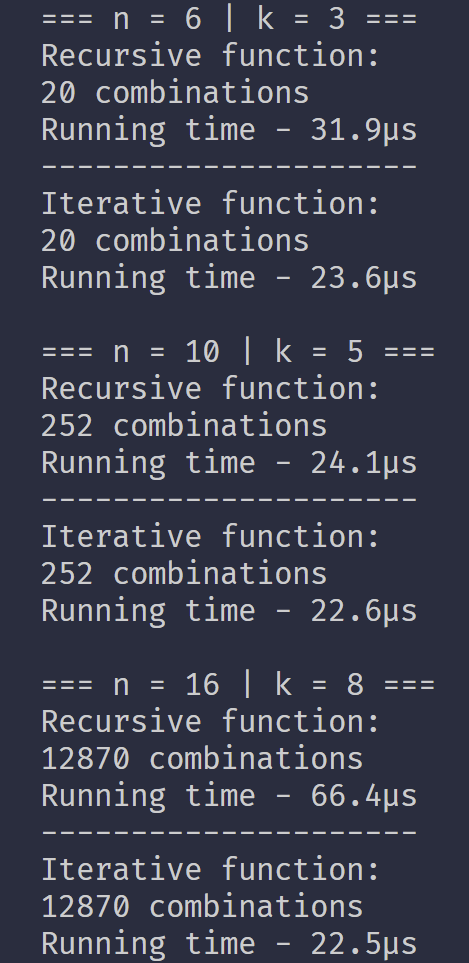 === n = 6 | k = 3 ===
Recursive function:
20 combinations
Running time - 31.9µs
---------------------
Iterative function:
20 combinations
Running time - 23.6µs

=== n = 10 | k = 5 ===
Recursive function:
252 combinations
Running time - 24.1µs
---------------------
Iterative function:
252 combinations
Running time - 22.6µs

=== n = 16 | k = 8 ===
Recursive function:
12870 combinations
Running time - 66.4µs
---------------------
Iterative function:
12870 combinations
Running time - 22.5µs